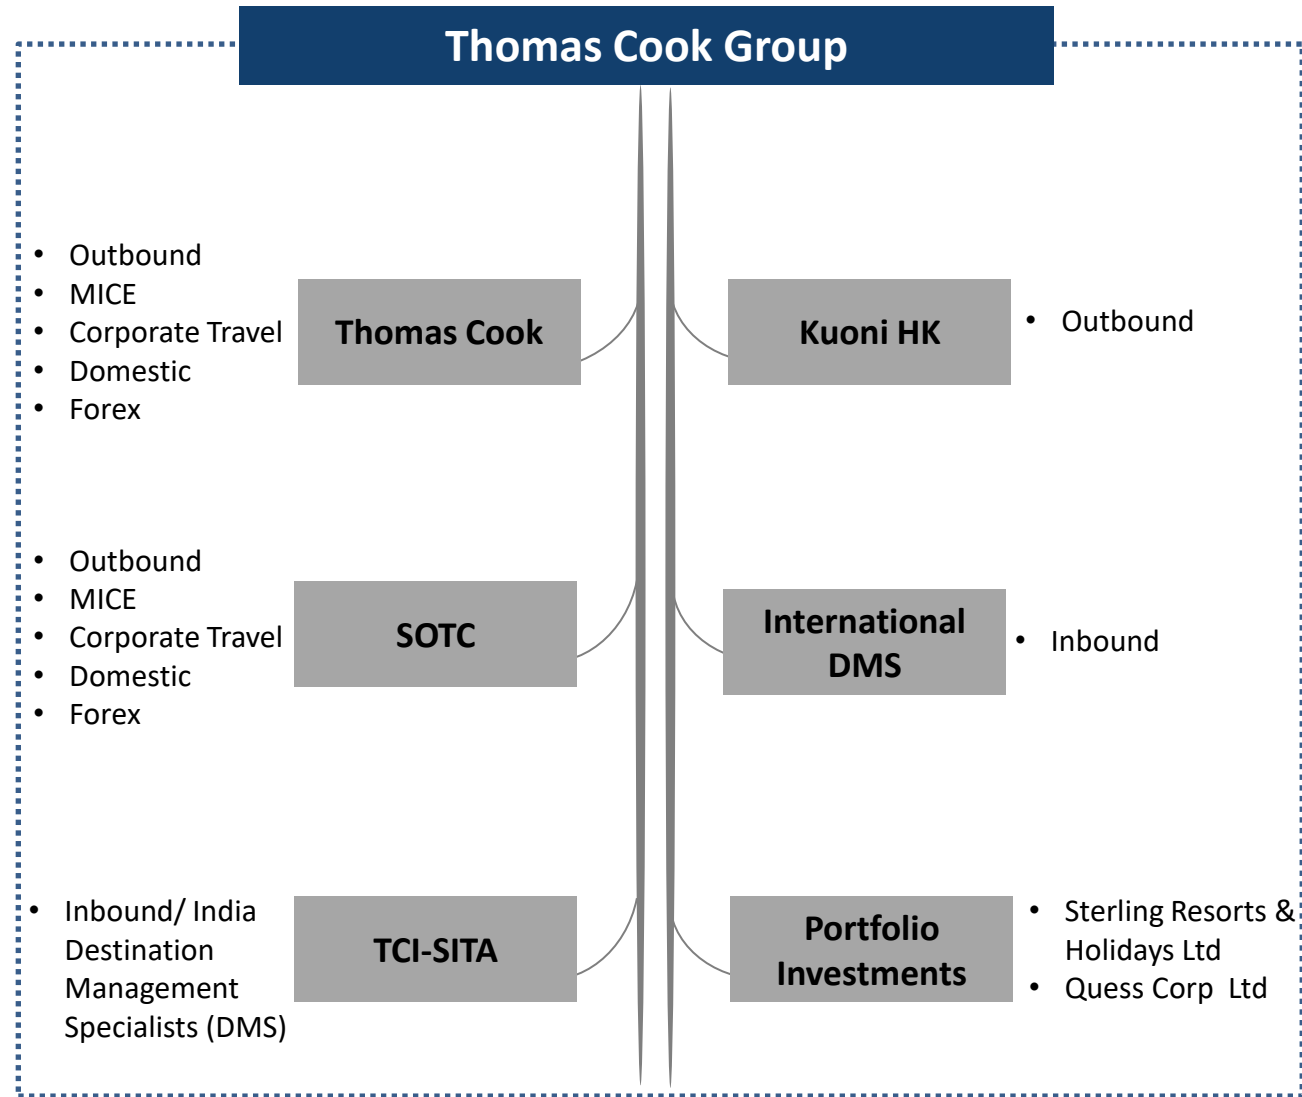 Thomas Cook Group
• Outbound
• MICE
• Corporate Travel
• Domestic
• Forex
Thomas Cook
Kuoni HK
• Outbound
• Outbound
• MICE
• Corporate Travel
• Domestic
• Forex
SOTC
International
DMS
• Inbound
• Inbound/ India
Destination
Management
Specialists (DMS)
TCI-SITA
Portfolio
Investments
• Sterling Resorts &
Holidays Ltd
• Quess Corp  Ltd